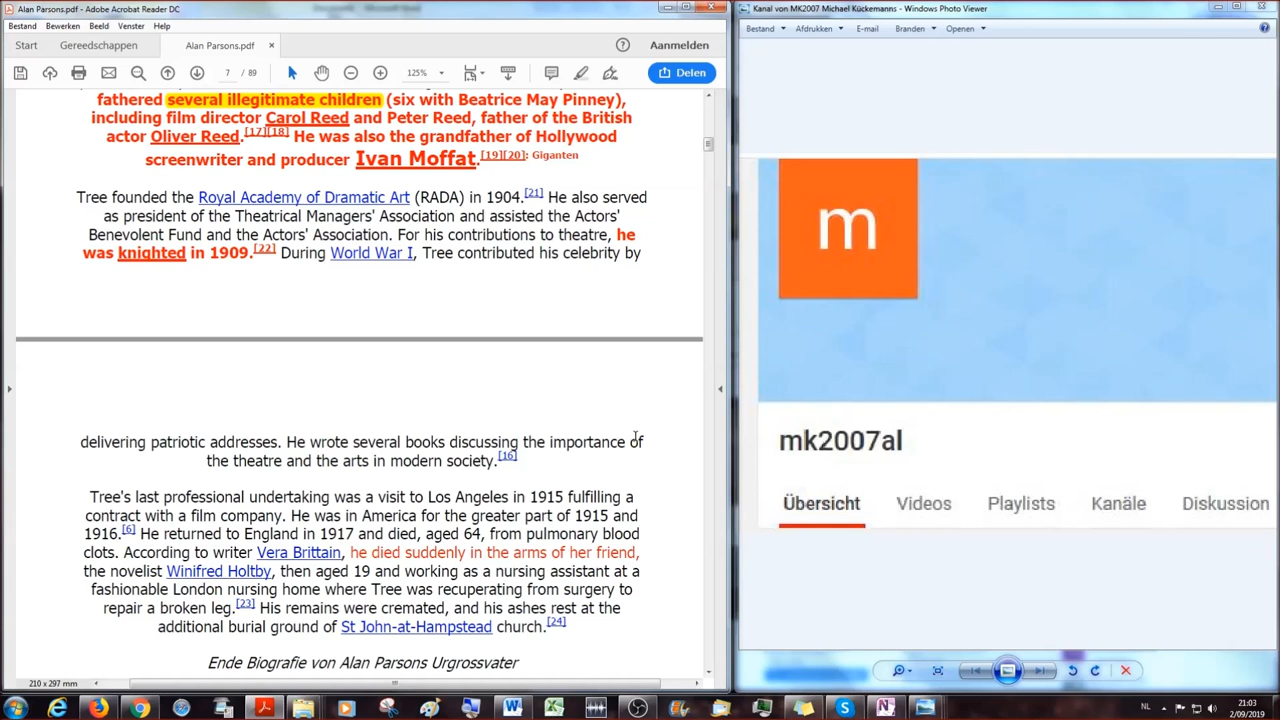 Alan Parsons.pdf - Adobe Acrobat Reader DC
Bestand Bewerken Beeld Venster Help
Start Gereedschappen Alan Parsons.pdf × Aanmelden
7 / 89 125% Delen
fathered several illegitimate children (six with Beatrice May Pinney),
including film director Carol Reed and Peter Reed, father of the British
actor Oliver Reed.[17][18] He was also the grandfather of Hollywood
screenwriter and producer Ivan Moffat.[19][20]: Giganten
Tree founded the Royal Academy of Dramatic Art (RADA) in 1904.[21] He also served
as president of the Theatrical Managers' Association and assisted the Actors'
Benevolent Fund and the Actors' Association. For his contributions to theatre, he
was knighted in 1909.[22] During World War I, Tree contributed his celebrity by
delivering patriotic addresses. He wrote several books discussing the importance of
the theatre and the arts in modern society.[16]
Tree's last professional undertaking was a visit to Los Angeles in 1915 fulfilling a
contract with a film company. He was in America for the greater part of 1915 and
1916.[6] He returned to England in 1917 and died, aged 64, from pulmonary blood
clots. According to writer Vera Brittain, he died suddenly in the arms of her friend,
the novelist Winifred Holtby, then aged 19 and working as a nursing assistant at a
fashionable London nursing home where Tree was recuperating from surgery to
repair a broken leg.[23] His remains were cremated, and his ashes rest at the
additional burial ground of St John-at-Hampstead church.[24]
Ende Biografie von Alan Parsons Urgrossvater
210 x 297 mm
Kanal von MK2007 Michael Kückemanns - Windows Photo Viewer
Bestand Afdrukken E-mail Branden Openen
m
mk2007al
Übersicht Videos Playlists Kanäle Diskussion
NL 21:03
2/09/2019